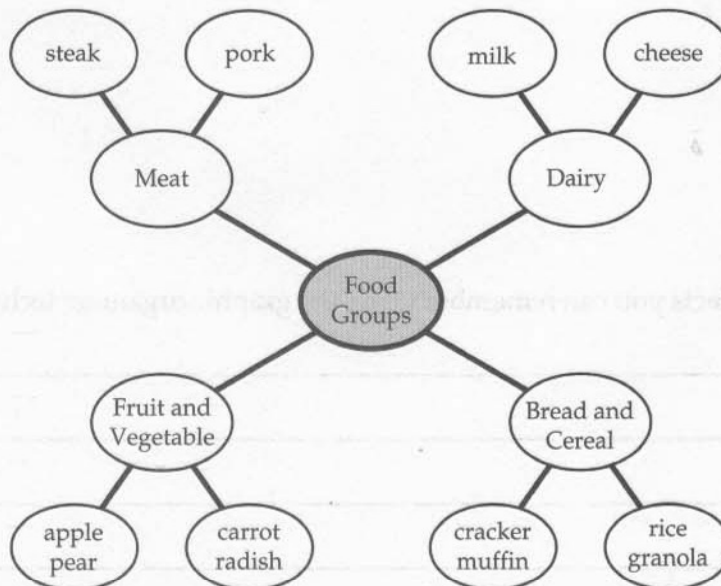 steak
pork
milk
cheese
Meat
Dairy
Food
Groups
Fruit and
Vegetable
Bread and
Cereal
apple
pear
carrot
radish
cracker
muffin
rice
granola